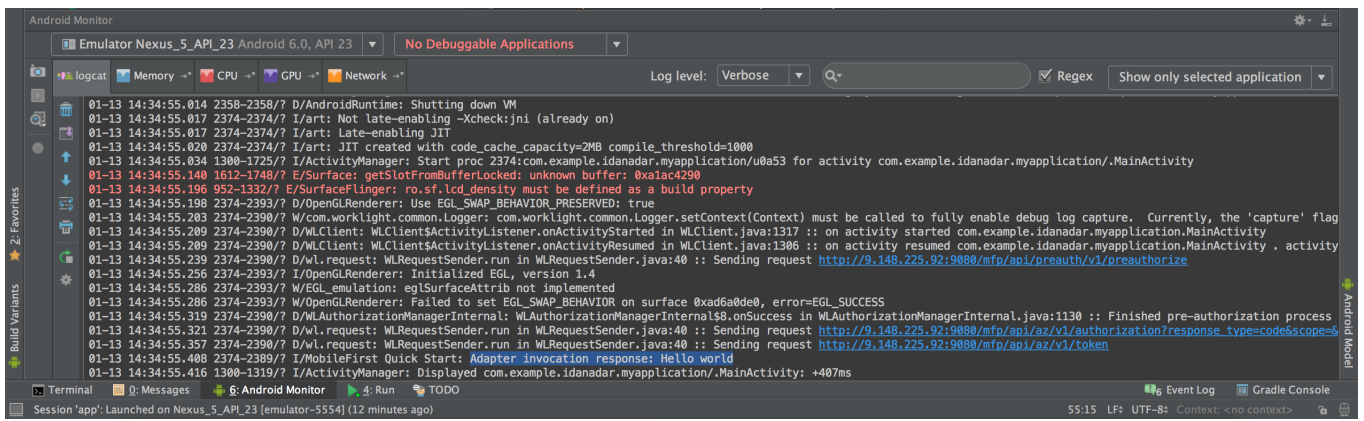 Android Monitor
Emulator Nexus_5_API_23 Android 6.0, API 23
No Debuggable Applications
logcat Memory CPU GPU Network Log level: Verbose Regex Show only selected application
01-13 14:34:55.014 2358-2358/? D/AndroidRuntime: Shutting down VM
01-13 14:34:55.017 2374-2374/? I/art: Not late-enabling -Xcheck:jni (already on)
01-13 14:34:55.017 2374-2374/? I/art: Late-enabling JIT
01-13 14:34:55.020 2374-2374/? I/art: JIT created with code_cache_capacity=2MB compile_threshold=1000
01-13 14:34:55.034 1300-1725/? I/ActivityManager: Start proc 2374:com.example.idanadar.myapplication/u0a53 for activity com.example.idanadar.myapplication/.MainActivity
01-13 14:34:55.140 1612-1748/? E/Surface: getSlotFromBufferLocked: unknown buffer: 0xa1ac4290
01-13 14:34:55.196 952-1332/? E/SurfaceFlinger: ro.sf.lcd_density must be defined as a build property
01-13 14:34:55.198 2374-2393/? D/OpenGLRenderer: Use EGL_SWAP_BEHAVIOR_PRESERVED: true
01-13 14:34:55.203 2374-2390/? W/com.worklight.common.Logger: com.worklight.common.Logger.setContext(Context) must be called to fully enable debug log capture.  Currently, the 'capture' flag
01-13 14:34:55.209 2374-2390/? D/WLClient: WLClient$ActivityListener.onActivityStarted in WLClient.java:1317 :: on activity started com.example.idanadar.myapplication.MainActivity
01-13 14:34:55.209 2374-2390/? D/WLClient: WLClient$ActivityListener.onActivityResumed in WLClient.java:1306 :: on activity resumed com.example.idanadar.myapplication.MainActivity . activity
01-13 14:34:55.239 2374-2390/? D/wl.request: WLRequestSender.run in WLRequestSender.java:40 :: Sending request http://9.148.225.92:9080/mfp/api/preauth/v1/preauthorize
01-13 14:34:55.256 2374-2393/? I/OpenGLRenderer: Initialized EGL, version 1.4
01-13 14:34:55.286 2374-2393/? W/EGL_emulation: eglSurfaceAttrib not implemented
01-13 14:34:55.286 2374-2393/? W/OpenGLRenderer: Failed to set EGL_SWAP_BEHAVIOR on surface 0xad6a0de0, error=EGL_SUCCESS
01-13 14:34:55.319 2374-2390/? D/WLAuthorizationManagerInternal: WLAuthorizationManagerInternal$8.onSuccess in WLAuthorizationManagerInternal.java:1130 :: Finished pre-authorization process
01-13 14:34:55.321 2374-2390/? D/wl.request: WLRequestSender.run in WLRequestSender.java:40 :: Sending request http://9.148.225.92:9080/mfp/api/az/v1/authorization?response_type=code&scope=&
01-13 14:34:55.357 2374-2390/? D/wl.request: WLRequestSender.run in WLRequestSender.java:40 :: Sending request http://9.148.225.92:9080/mfp/api/az/v1/token
01-13 14:34:55.408 2374-2389/? I/MobileFirst Quick Start: Adapter invocation response: Hello world
01-13 14:34:55.416 1300-1319/? I/ActivityManager: Displayed com.example.idanadar.myapplication/.MainActivity: +407ms
2: Favorites
Build Variants
Android Model
Terminal 0: Messages 6: Android Monitor 4: Run TODO 6 Event Log Gradle Console
Session 'app': Launched on Nexus_5_API_23 [emulator-5554] (12 minutes ago) 55:15 LF UTF-8 Context: <no context>